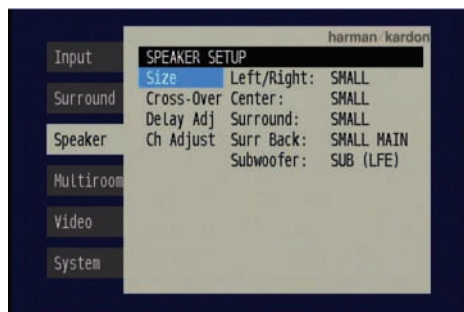 harman/kardon
Input
Surround
Speaker
Multiroom
Video
System
SPEAKER SETUP
Size Left/Right: SMALL
Cross-Over Center: SMALL
Delay Adj Surround: SMALL
Ch Adjust Surr Back: SMALL MAIN
Subwoofer: SUB (LFE)